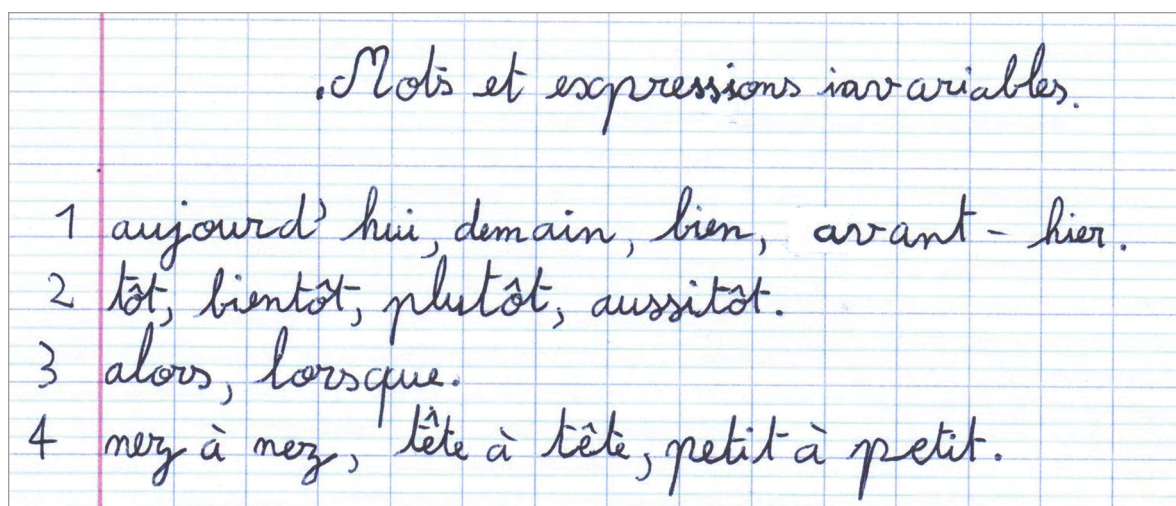 Mots et expressions invariables.
1 aujourd'hui, demain, bien, avant-hier.
2 tôt, bientôt, plutôt, aussitôt.
3 alors, lorsque.
4 nez à nez, tête à tête, petit à petit.